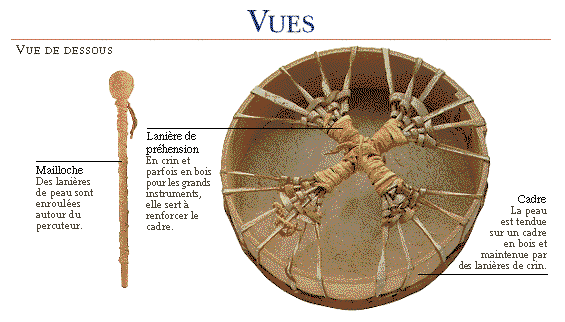 VUES
VUE DE DESSOUS
Mailloche
Des lanières
de peau sont
enroulées
autour du
percuteur.
Lanière de
préhension
En crin et
parfois en bois
pour les grands
instruments,
elle sert à
renforcer le
cadre.
Cadre
La peau
est tendue
sur un cadre
en bois et
maintenue par
des lanières de crin.